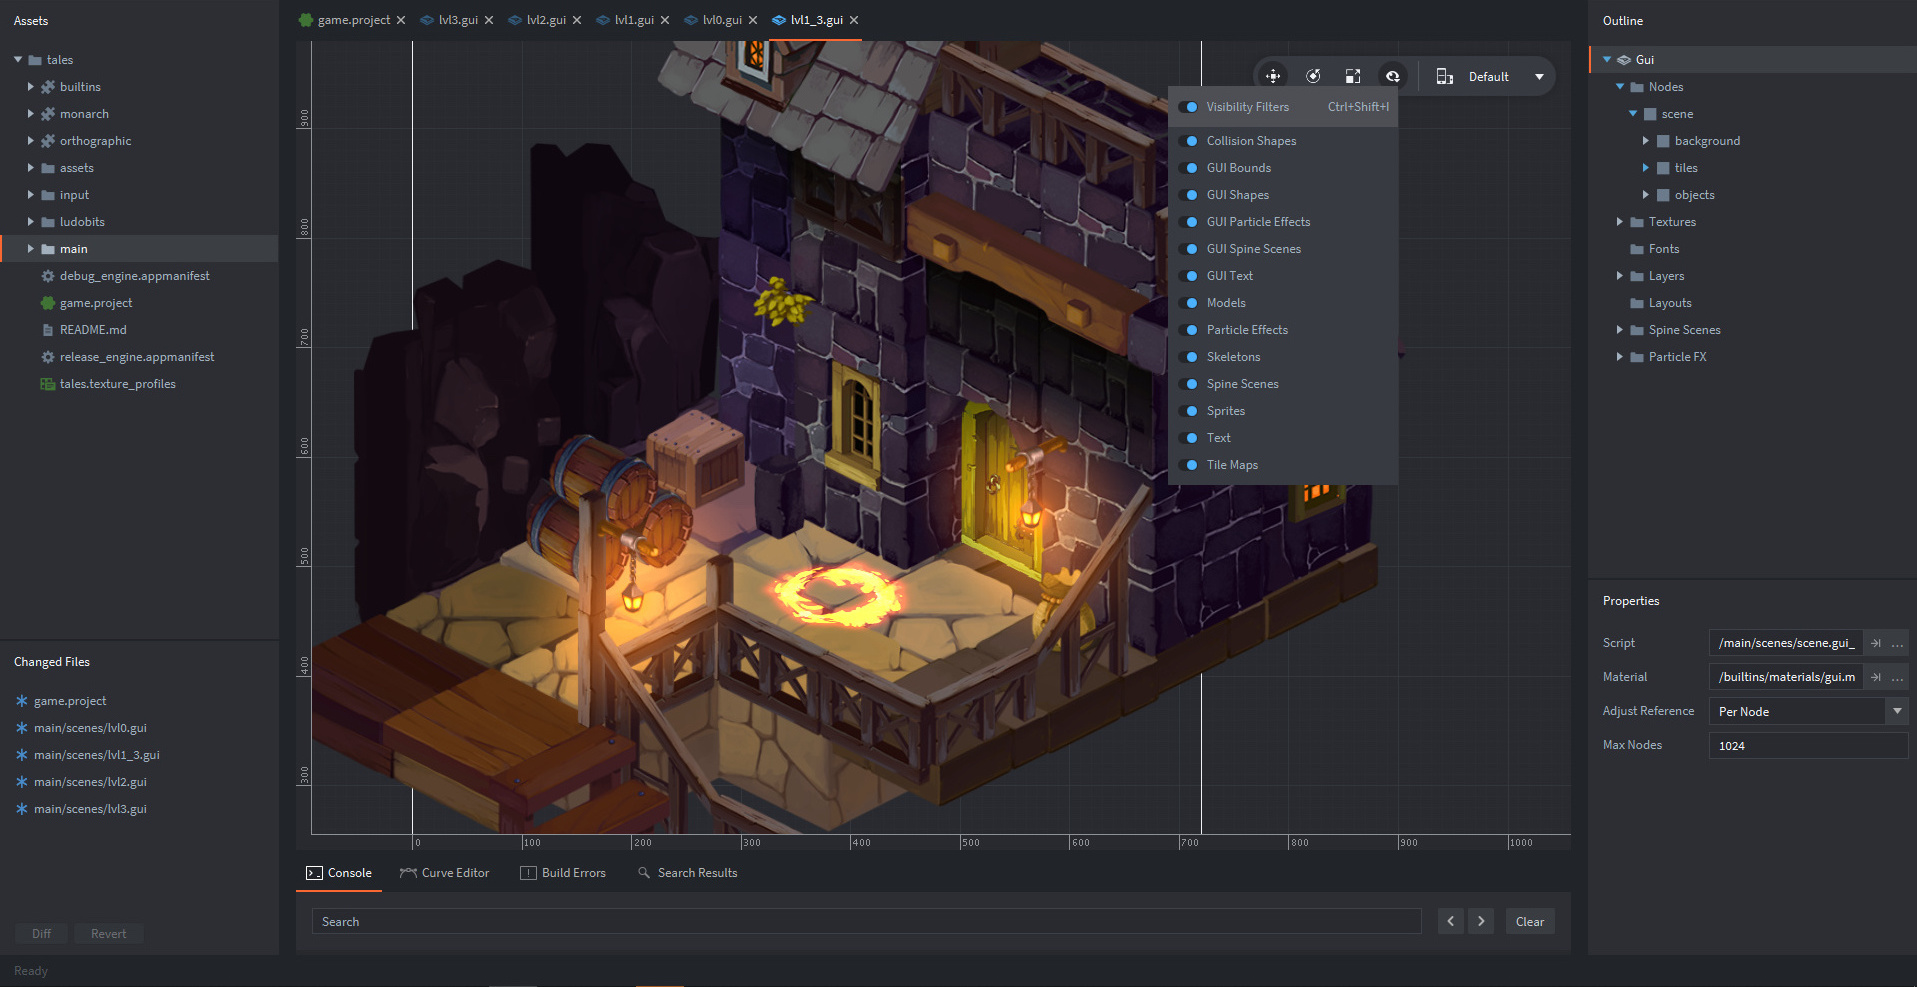 Assets
tales
builtins
monarch
orthographic
assets
input
ludobits
main
debug_engine.appmanifest
game.project
README.md
release_engine.appmanifest
tales.texture_profiles
Changed Files
game.project
main/scenes/lvl0.gui
main/scenes/lvl1_3.gui
main/scenes/lvl2.gui
main/scenes/lvl3.gui
Diff Revert
Ready
game.project lvl3.gui lvl2.gui lvl1.gui lvl0.gui lvl1_3.gui
Default
Visibility Filters Ctrl+Shift+I
Collision Shapes
GUI Bounds
GUI Shapes
GUI Particle Effects
GUI Spine Scenes
GUI Text
Models
Particle Effects
Skeletons
Spine Scenes
Sprites
Text
Tile Maps
900
800
700
600
500
400
300
0 100 200 300 400 500 600 700 800 900 1000
Console Curve Editor Build Errors Search Results
Search Clear
Outline
Gui
Nodes
scene
background
tiles
objects
Textures
Fonts
Layers
Layouts
Spine Scenes
Particle FX
Properties
Script /main/scenes/scene.gui_ ...
Material /builtins/materials/gui.m ...
Adjust Reference Per Node
Max Nodes 1024